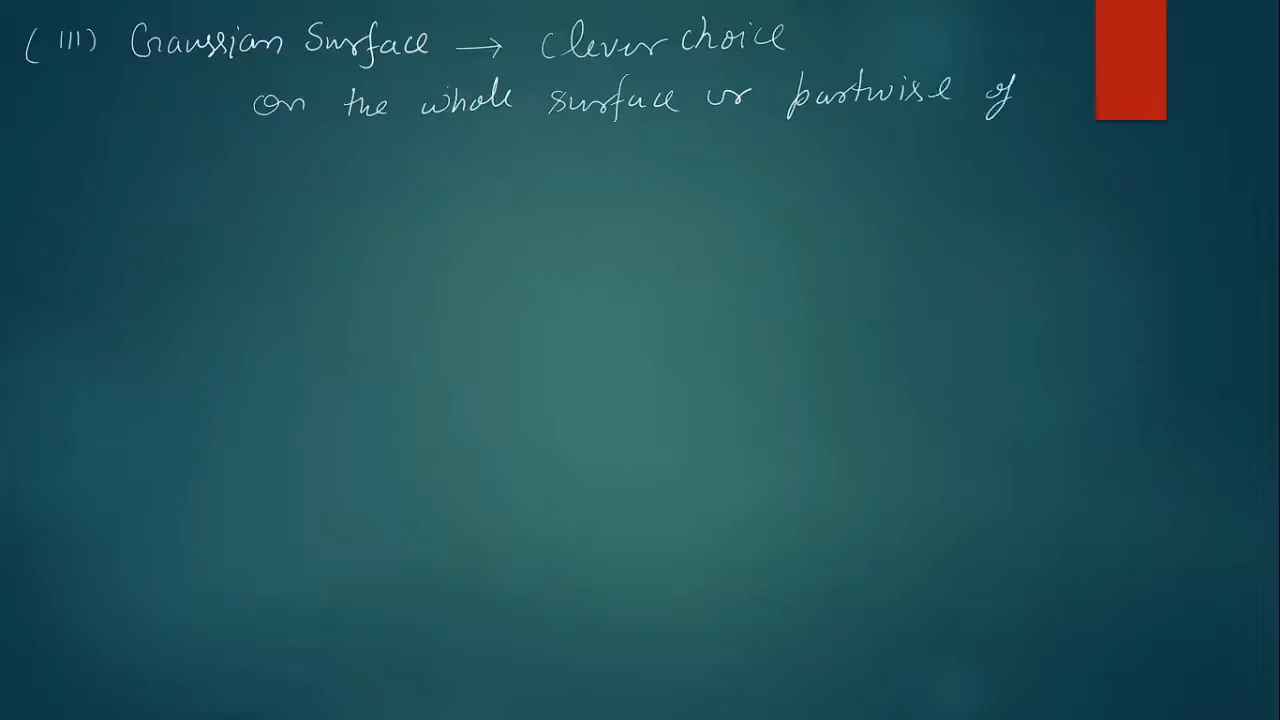 (III) Gaussian Surface → Clever choice
on the whole surface or partwise of